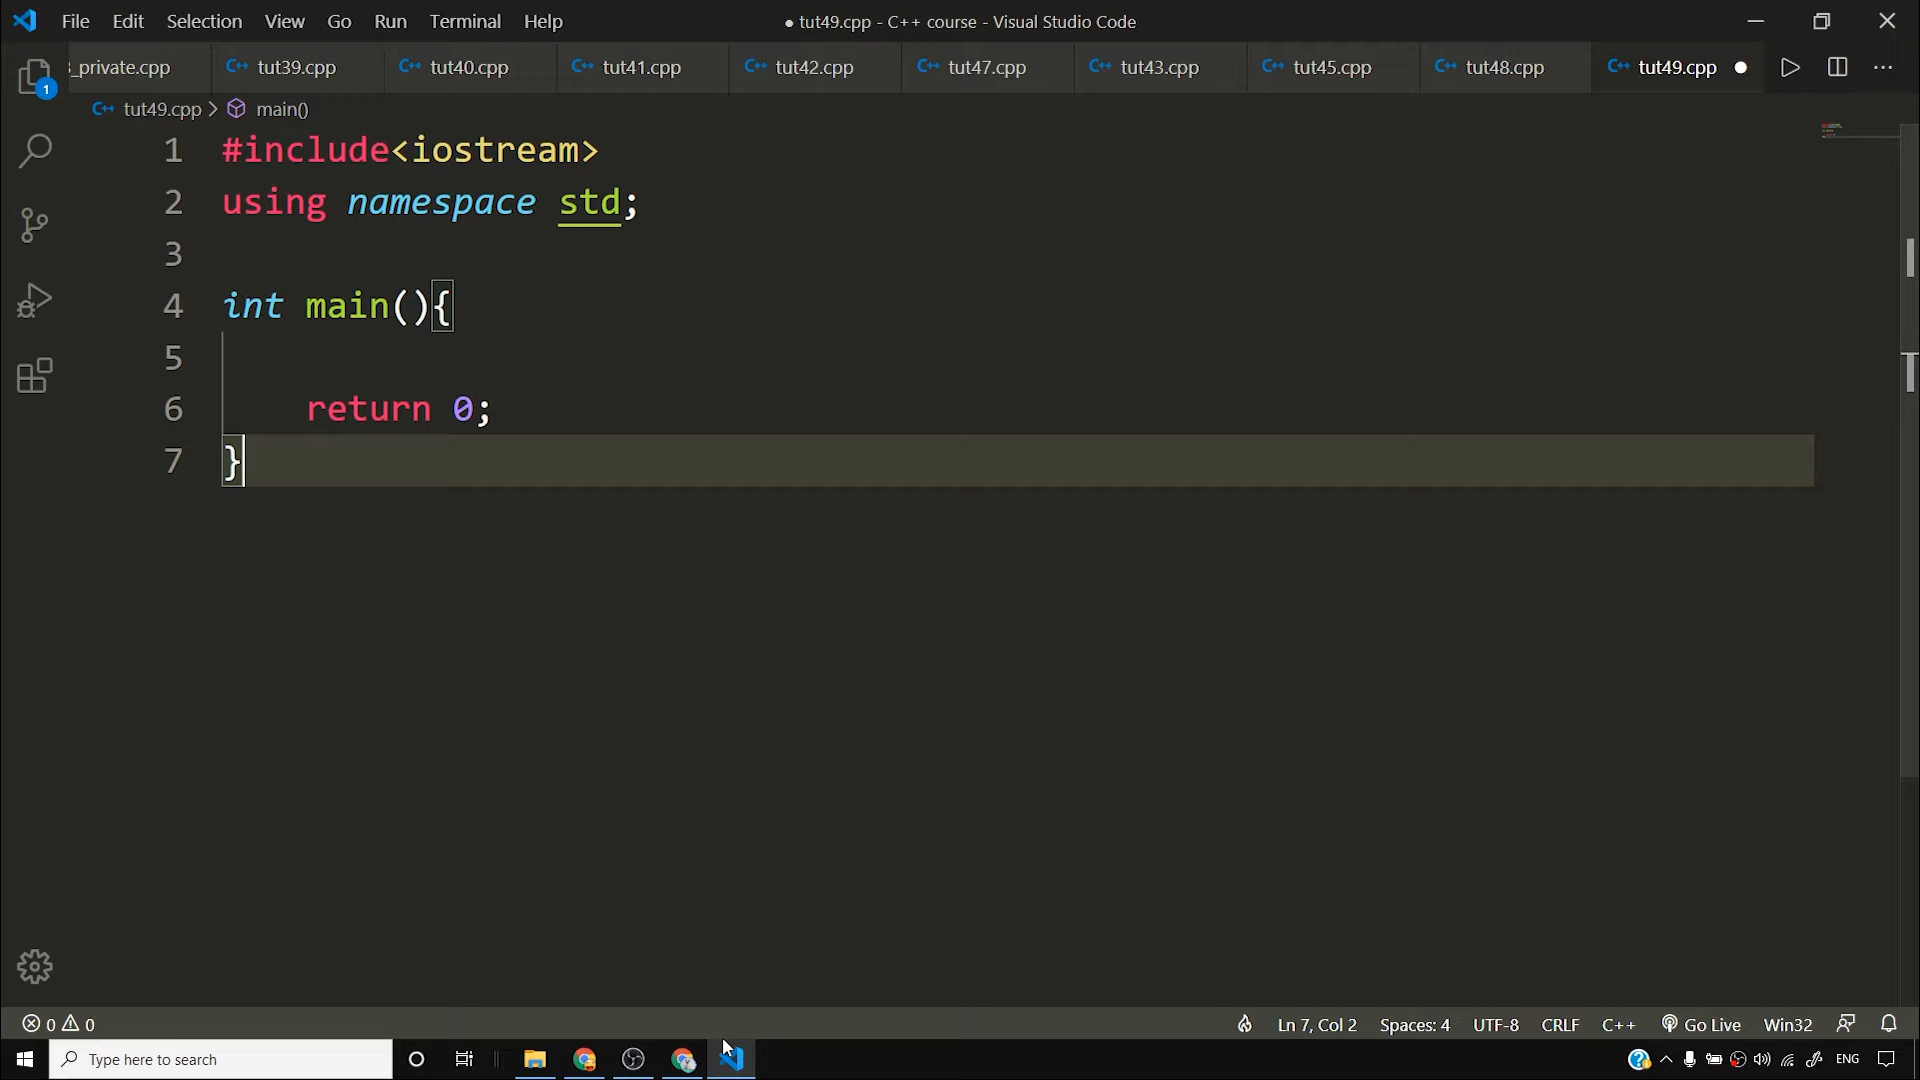 File Edit Selection View Go Run Terminal Help ● tut49.cpp - C++ course - Visual Studio Code
_private.cpp tut39.cpp tut40.cpp tut41.cpp tut42.cpp tut47.cpp tut43.cpp tut45.cpp tut48.cpp tut49.cpp
1
tut49.cpp > main()
1 #include<iostream>
2 using namespace std;
3
4 int main(){
5
6 return 0;
7 }
0 0 Ln 7, Col 2 Spaces: 4 UTF-8 CRLF C++ Go Live Win32
Type here to search ENG